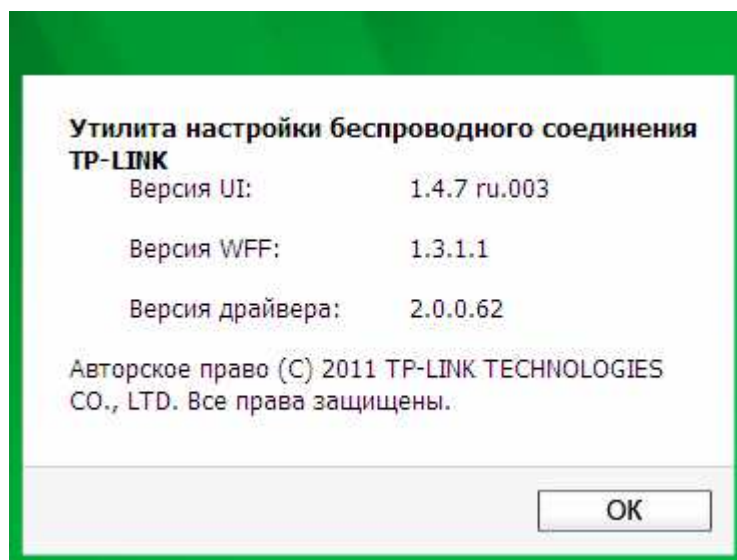 Утилита настройки беспроводного соединения
TP-LINK
Версия UI: 1.4.7 ru.003
Версия WFF: 1.3.1.1
Версия драйвера: 2.0.0.62
Авторское право (C) 2011 TP-LINK TECHNOLOGIES
CO., LTD. Все права защищены.
ОК